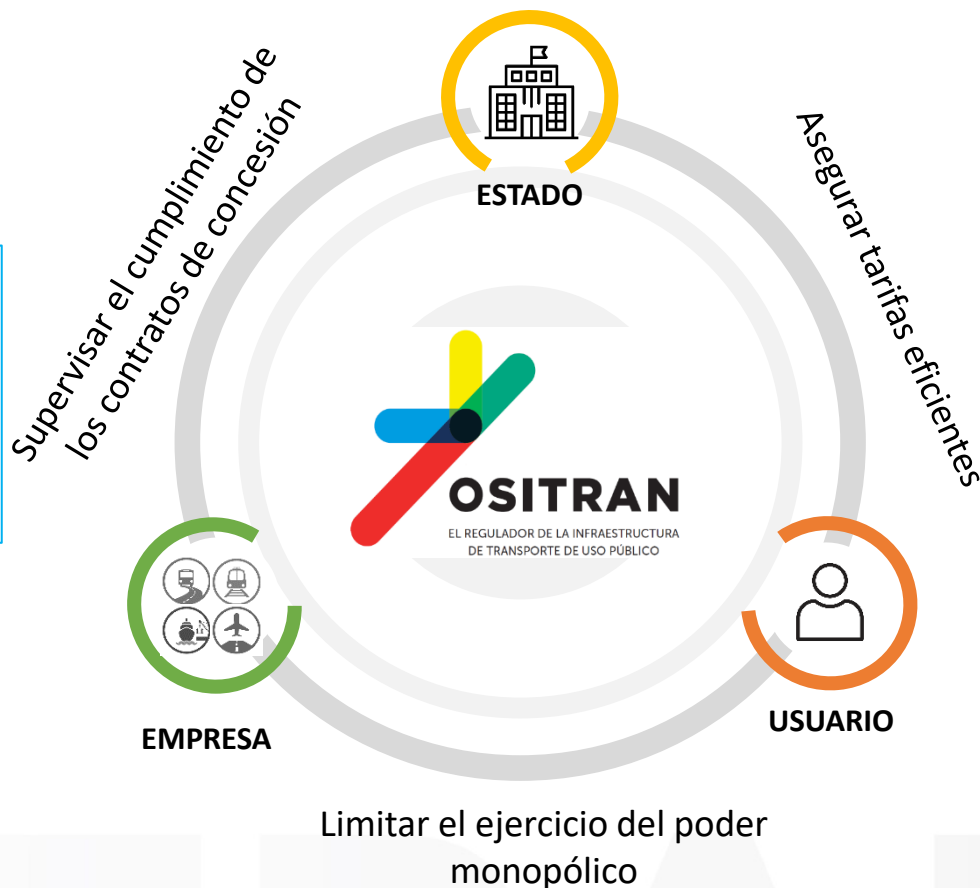 Supervisar el cumplimiento de
los contratos de concesión
ESTADO
Asegurar tarifas eficientes
OSITRAN
EL REGULADOR DE LA INFRAESTRUCTURA
DE TRANSPORTE DE USO PÚBLICO
EMPRESA
USUARIO
Limitar el ejercicio del poder
monopólico